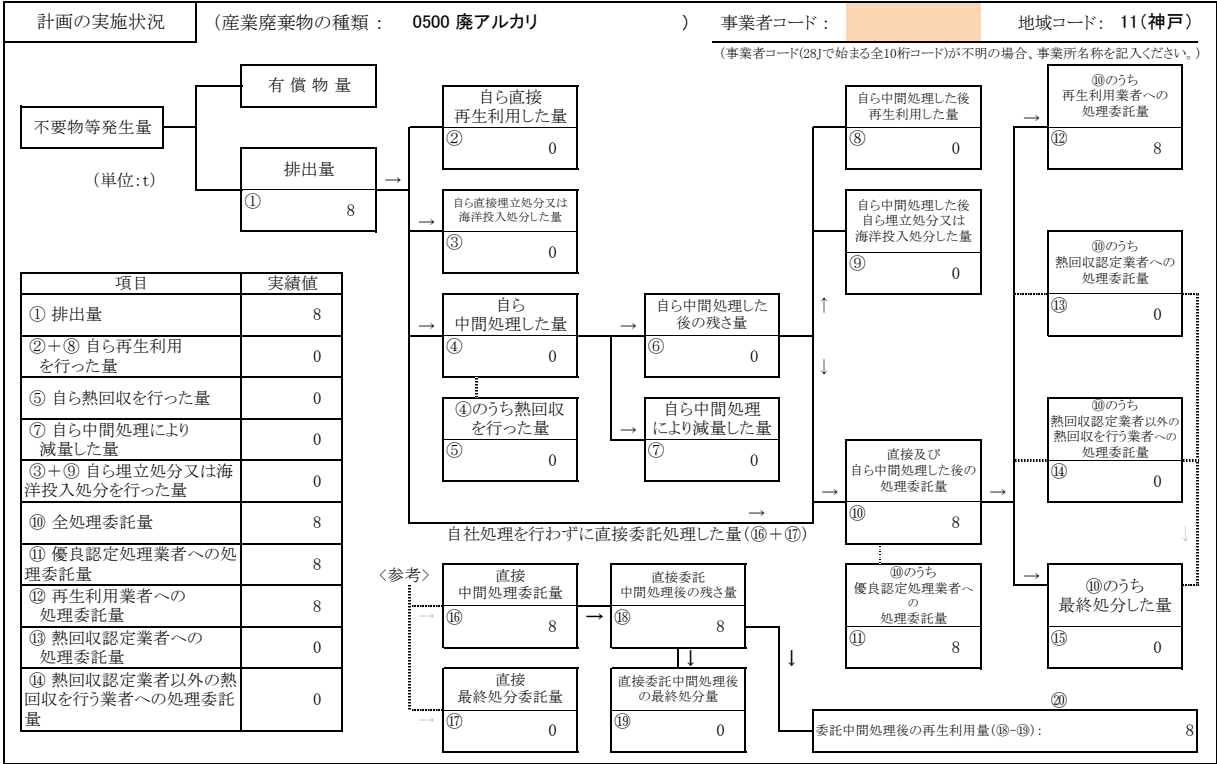 計画の実施状況 (産業廃棄物の種類： 0500 廃アルカリ ) 事業者コード： 地域コード： 11(神戸)
(事業者コード(28Jで始まる全10桁コード)が不明の場合、事業所名称を記入ください。)
不要物等発生量
(単位:t)
有償物量
排出量
→
①
8
自ら直接
再生利用した量
②
0
→
自ら直接埋立処分又は
海洋投入処分した量
③
0
→
自ら
中間処理した量
④
0
④のうち熱回収
を行った量
⑤
0
→
自ら中間処理した
後の残さ量
⑥
0
→
自ら中間処理
により減量した量
⑦
0
自ら中間処理した後
再生利用した量
⑧
0
自ら中間処理した後
自ら埋立処分又は
海洋投入処分した量
⑨
0
↑
↓
→
直接及び
自ら中間処理した後の
処理委託量
⑩
8
→
⑩のうち
優良認定処理業者へ
の
処理委託量
⑪
8
→
⑩のうち
再生利用業者への
処理委託量
⑫
8
⑩のうち
熱回収認定業者への
処理委託量
⑬
0
⑩のうち
熱回収認定業者以外の
熱回収を行う業者への
処理委託量
⑭
0
↓
→
⑩のうち
最終処分した量
⑮
0
→
自社処理を行わずに直接委託処理した量(⑯＋⑰)
〈参考〉
→
直接
中間処理委託量
⑯
8
→
直接委託
中間処理後の残さ量
⑱
8
↓
↓
→
直接
最終処分委託量
⑰
0
直接委託中間処理後
の最終処分量
⑲
0
⑳
委託中間処理後の再生利用量(⑱-⑲)： 8
項目 実績値
① 排出量 8
②＋⑧ 自ら再生利用
を行った量 0
⑤ 自ら熱回収を行った量 0
⑦ 自ら中間処理により
減量した量 0
③＋⑨ 自ら埋立処分又は海
洋投入処分を行った量 0
⑩ 全処理委託量 8
⑪ 優良認定処理業者への処
理委託量 8
⑫ 再生利用業者への
処理委託量 8
⑬ 熱回収認定業者への
処理委託量 0
⑭ 熱回収認定業者以外の熱
回収を行う業者への処理委託
量 0